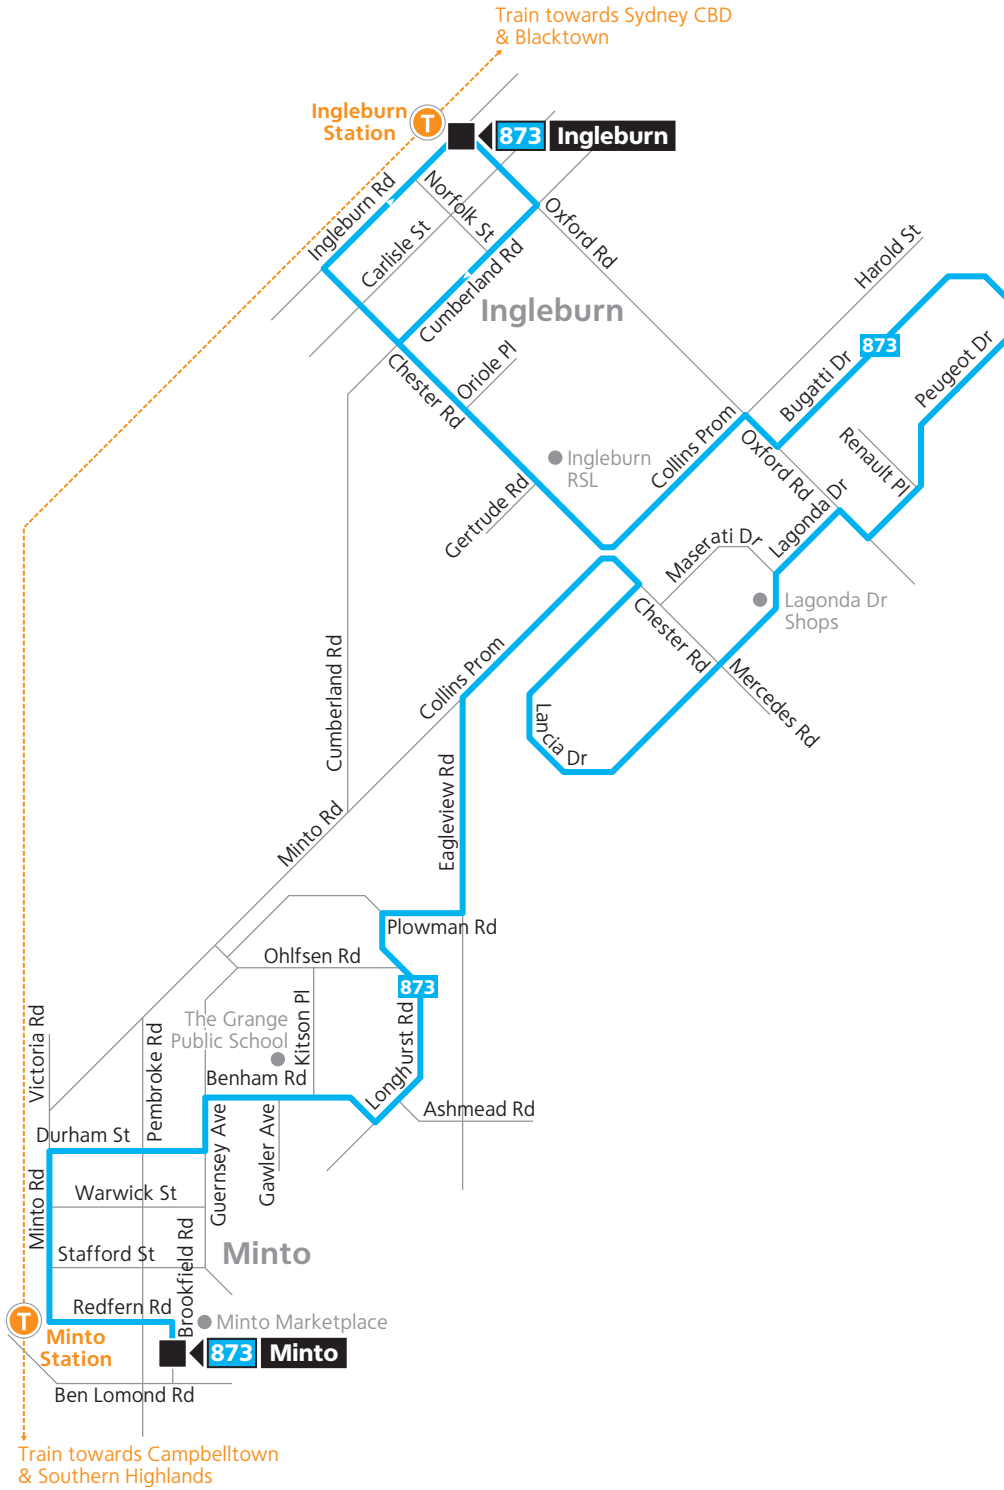 Train towards Sydney CBD
& Blacktown
Ingleburn
Station
T
873
Ingleburn
Ingleburn Rd
Norfolk St
Carlisle St
Oxford Rd
Cumberland Rd
Harold St
Ingleburn
873
Bugatti Dr
Peugeot Dr
Chester Rd
Oriole Pl
Collins Prom
Oxford Rd
Renault Pl
Ingleburn
RSL
Gertrude Rd
Lagonda Dr
Maserati Dr
Lagonda Dr
Shops
Chester Rd
Mercedes Rd
Collins Prom
Cumberland Rd
Lancia Dr
Eagleview Rd
Minto Rd
Plowman Rd
Ohlfsen Rd
873
Victoria Rd
The Grange
Public School
Kitson Pl
Longhurst Rd
Pembroke Rd
Benham Rd
Ashmead Rd
Durham St
Guernsey Ave
Gawler Ave
Minto Rd
Warwick St
Stafford St
Brookfield Rd
Minto
Redfern Rd
Minto Marketplace
T
Minto
Station
873
Minto
Ben Lomond Rd
Train towards Campbelltown
& Southern Highlands